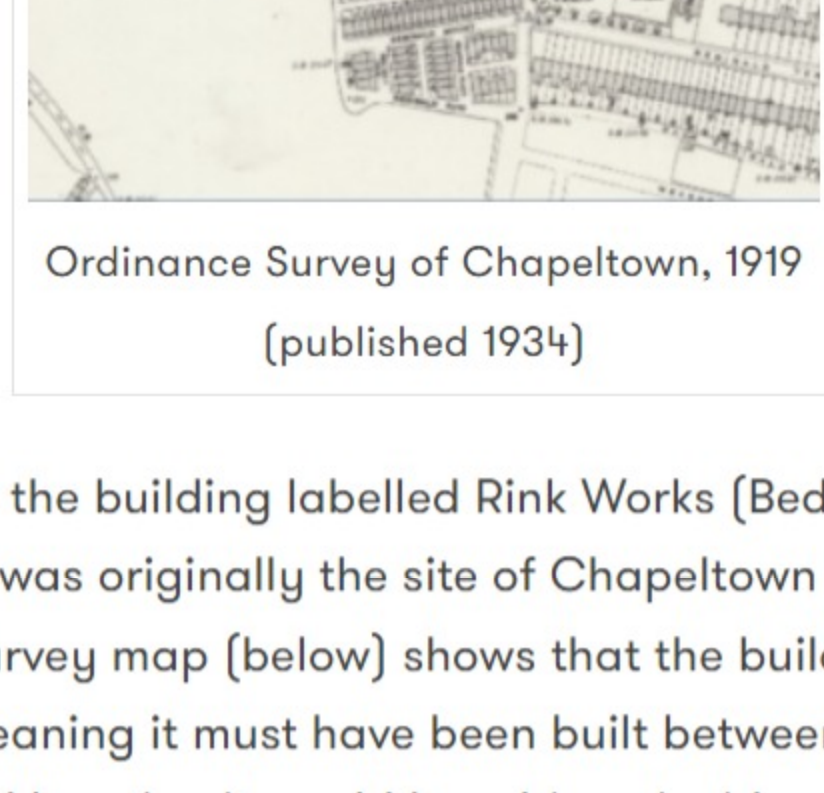 Ordinance Survey of Chapeltown, 1919
(published 1934)
the building labelled Rink Works (Bed
was originally the site of Chapeltown
rvey map (below) shows that the buil
eaning it must have been built between